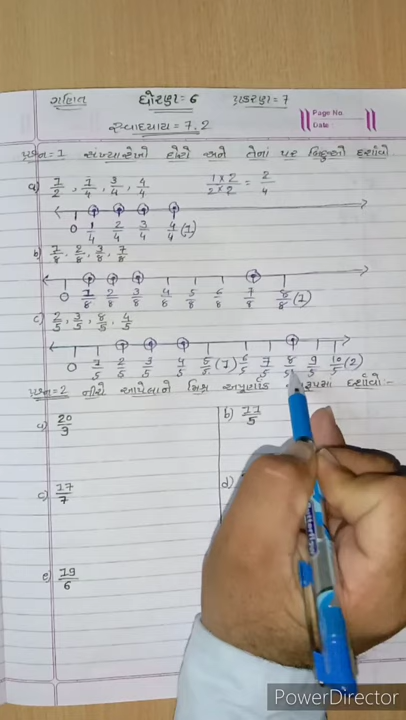 ગણિત ધોરણ = 6 પ્રકરણ = 7
Page No.
Date :
સ્વાધ્યાય = 7.2
પ્રશ્ન = 1 સંખ્યારેખા દોરો અને તેના પર બિંદુઓ દર્શાવો
a) 1/2, 1/4, 3/4, 4/4 1×2/2×2 = 2/4
0 1/4 2/4 3/4 4/4 (1)
b) 1/8, 2/8, 3/8, 7/8
0 1/8 2/8 3/8 4/8 5/8 6/8 7/8 8/8 (1)
c) 2/5, 3/5, 8/5, 4/5
0 1/5 2/5 3/5 4/5 5/5 (1) 6/5 7/5 8/5 9/5 10/5 (2)
પ્રશ્ન = 2 નીચે આપેલાને મિશ્ર અપૂર્ણાંક રૂપમાં દર્શાવો :-
a) 20/3 b) 11/5
c) 17/7 d)
e) 19/6
Made with PowerDirector